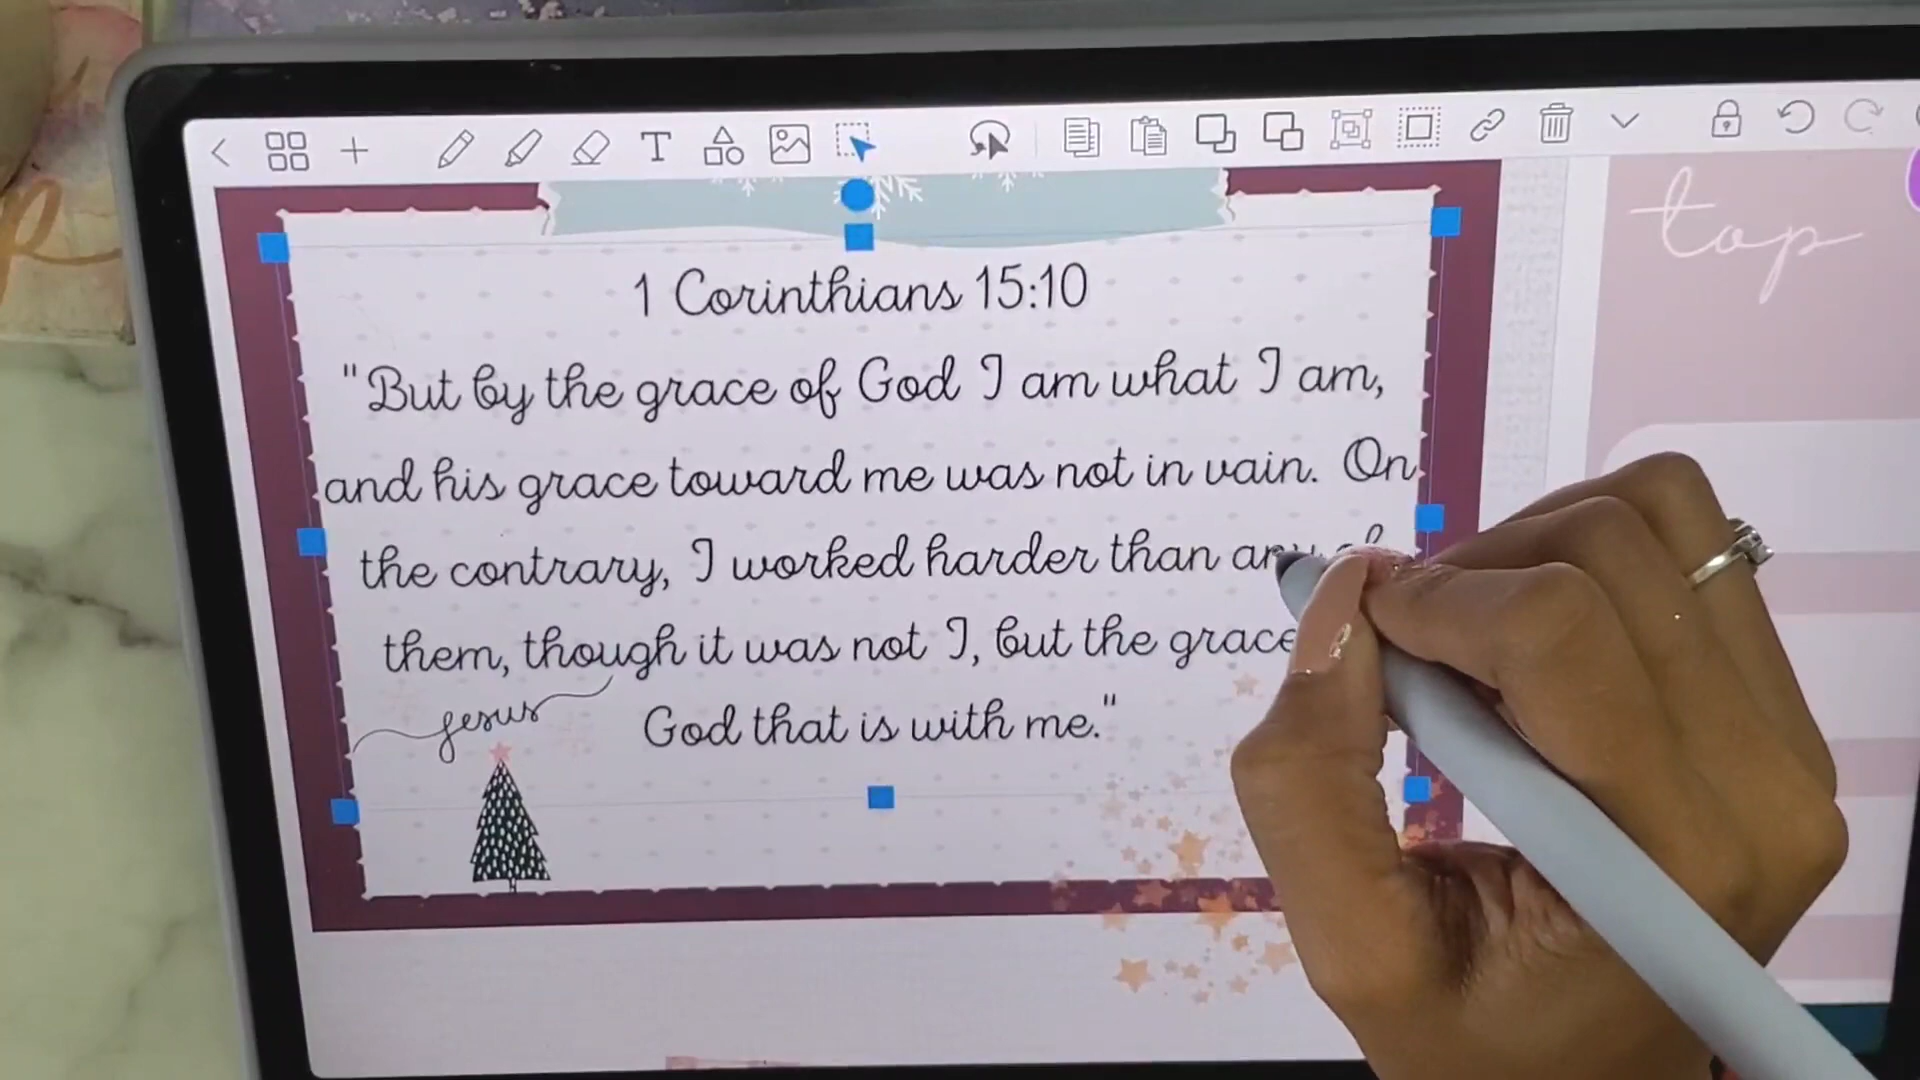 top
1 Corinthians 15:10
"But by the grace of God I am what I am,
and his grace toward me was not in vain. On
the contrary, I worked harder than any of
them, though it was not I, but the grace
God that is with me."
jesus